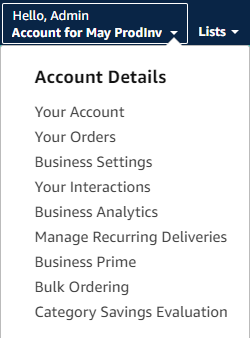 Hello, Admin
Account for May ProdInv
Lists
Account Details
Your Account
Your Orders
Business Settings
Your Interactions
Business Analytics
Manage Recurring Deliveries
Business Prime
Bulk Ordering
Category Savings Evaluation